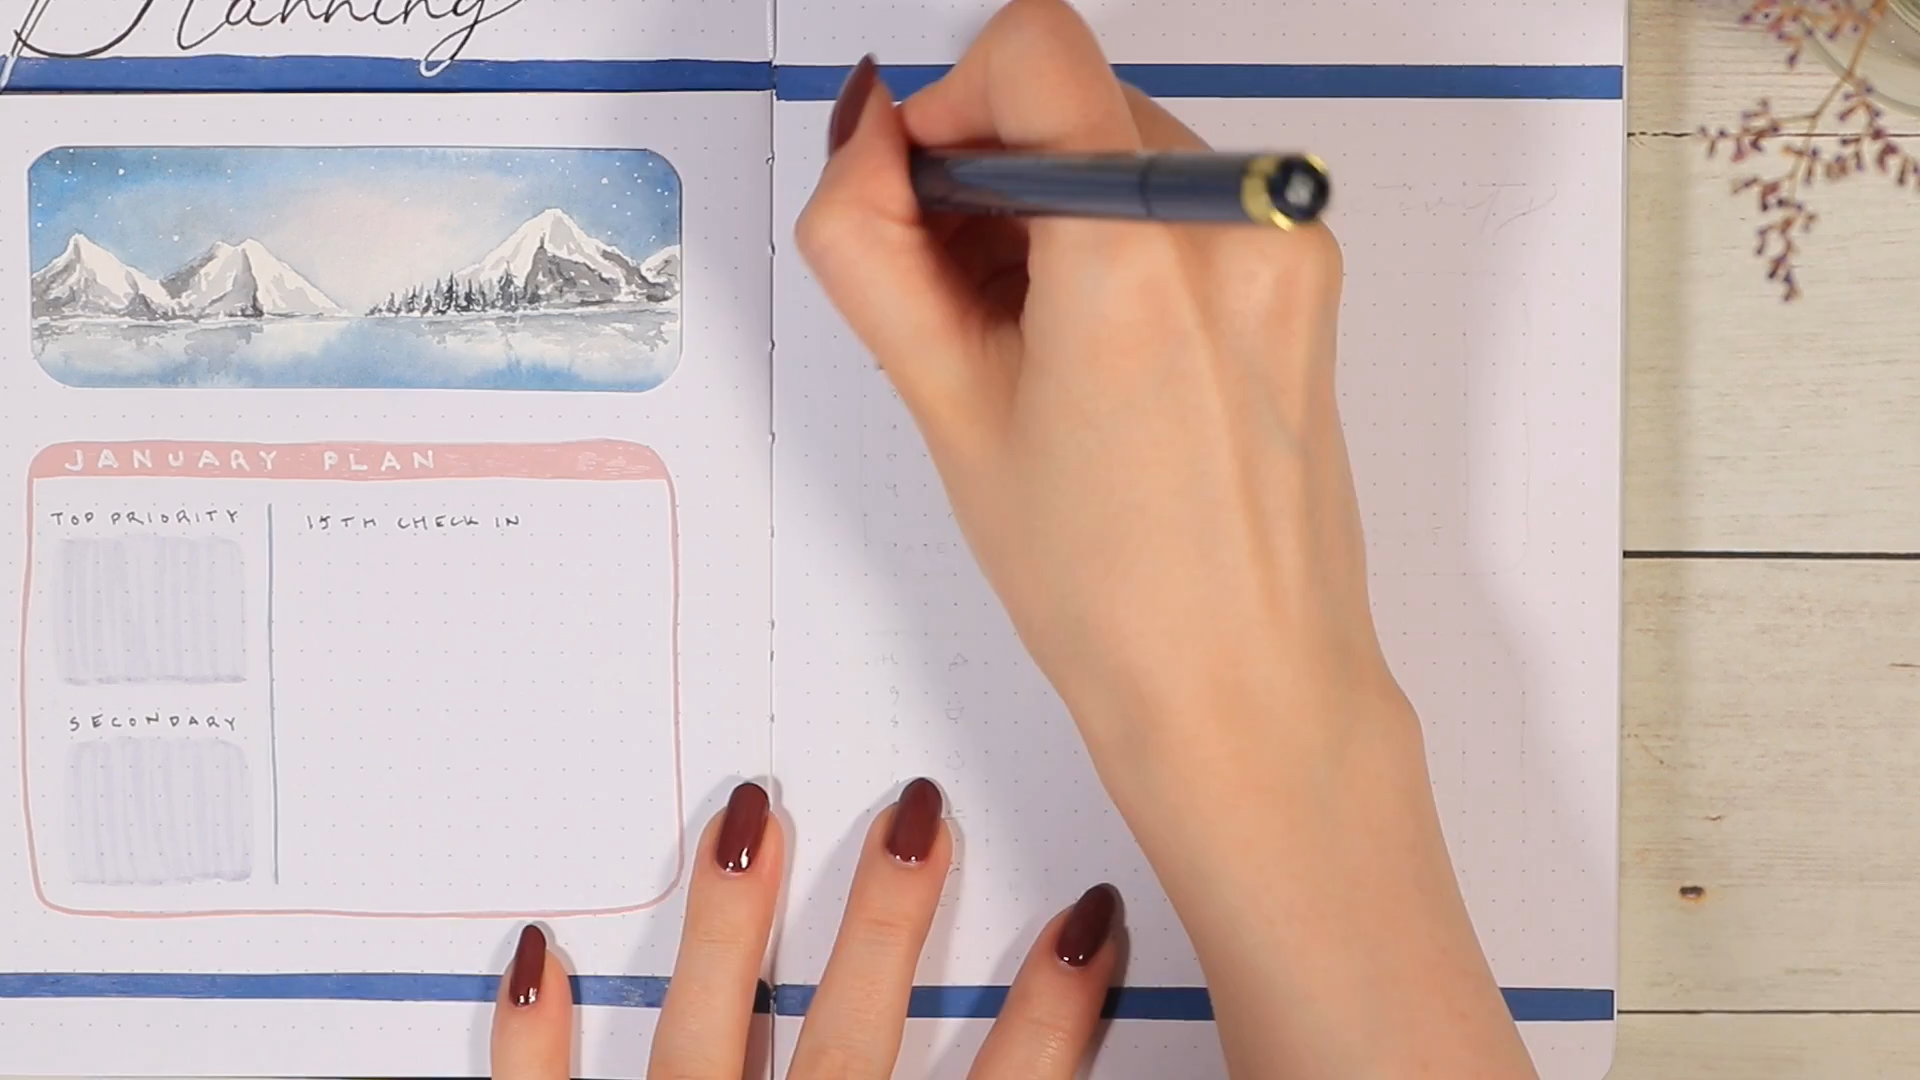 Planning
JANUARY PLAN
TOP PRIORITY
15TH CHECK IN
SECONDARY